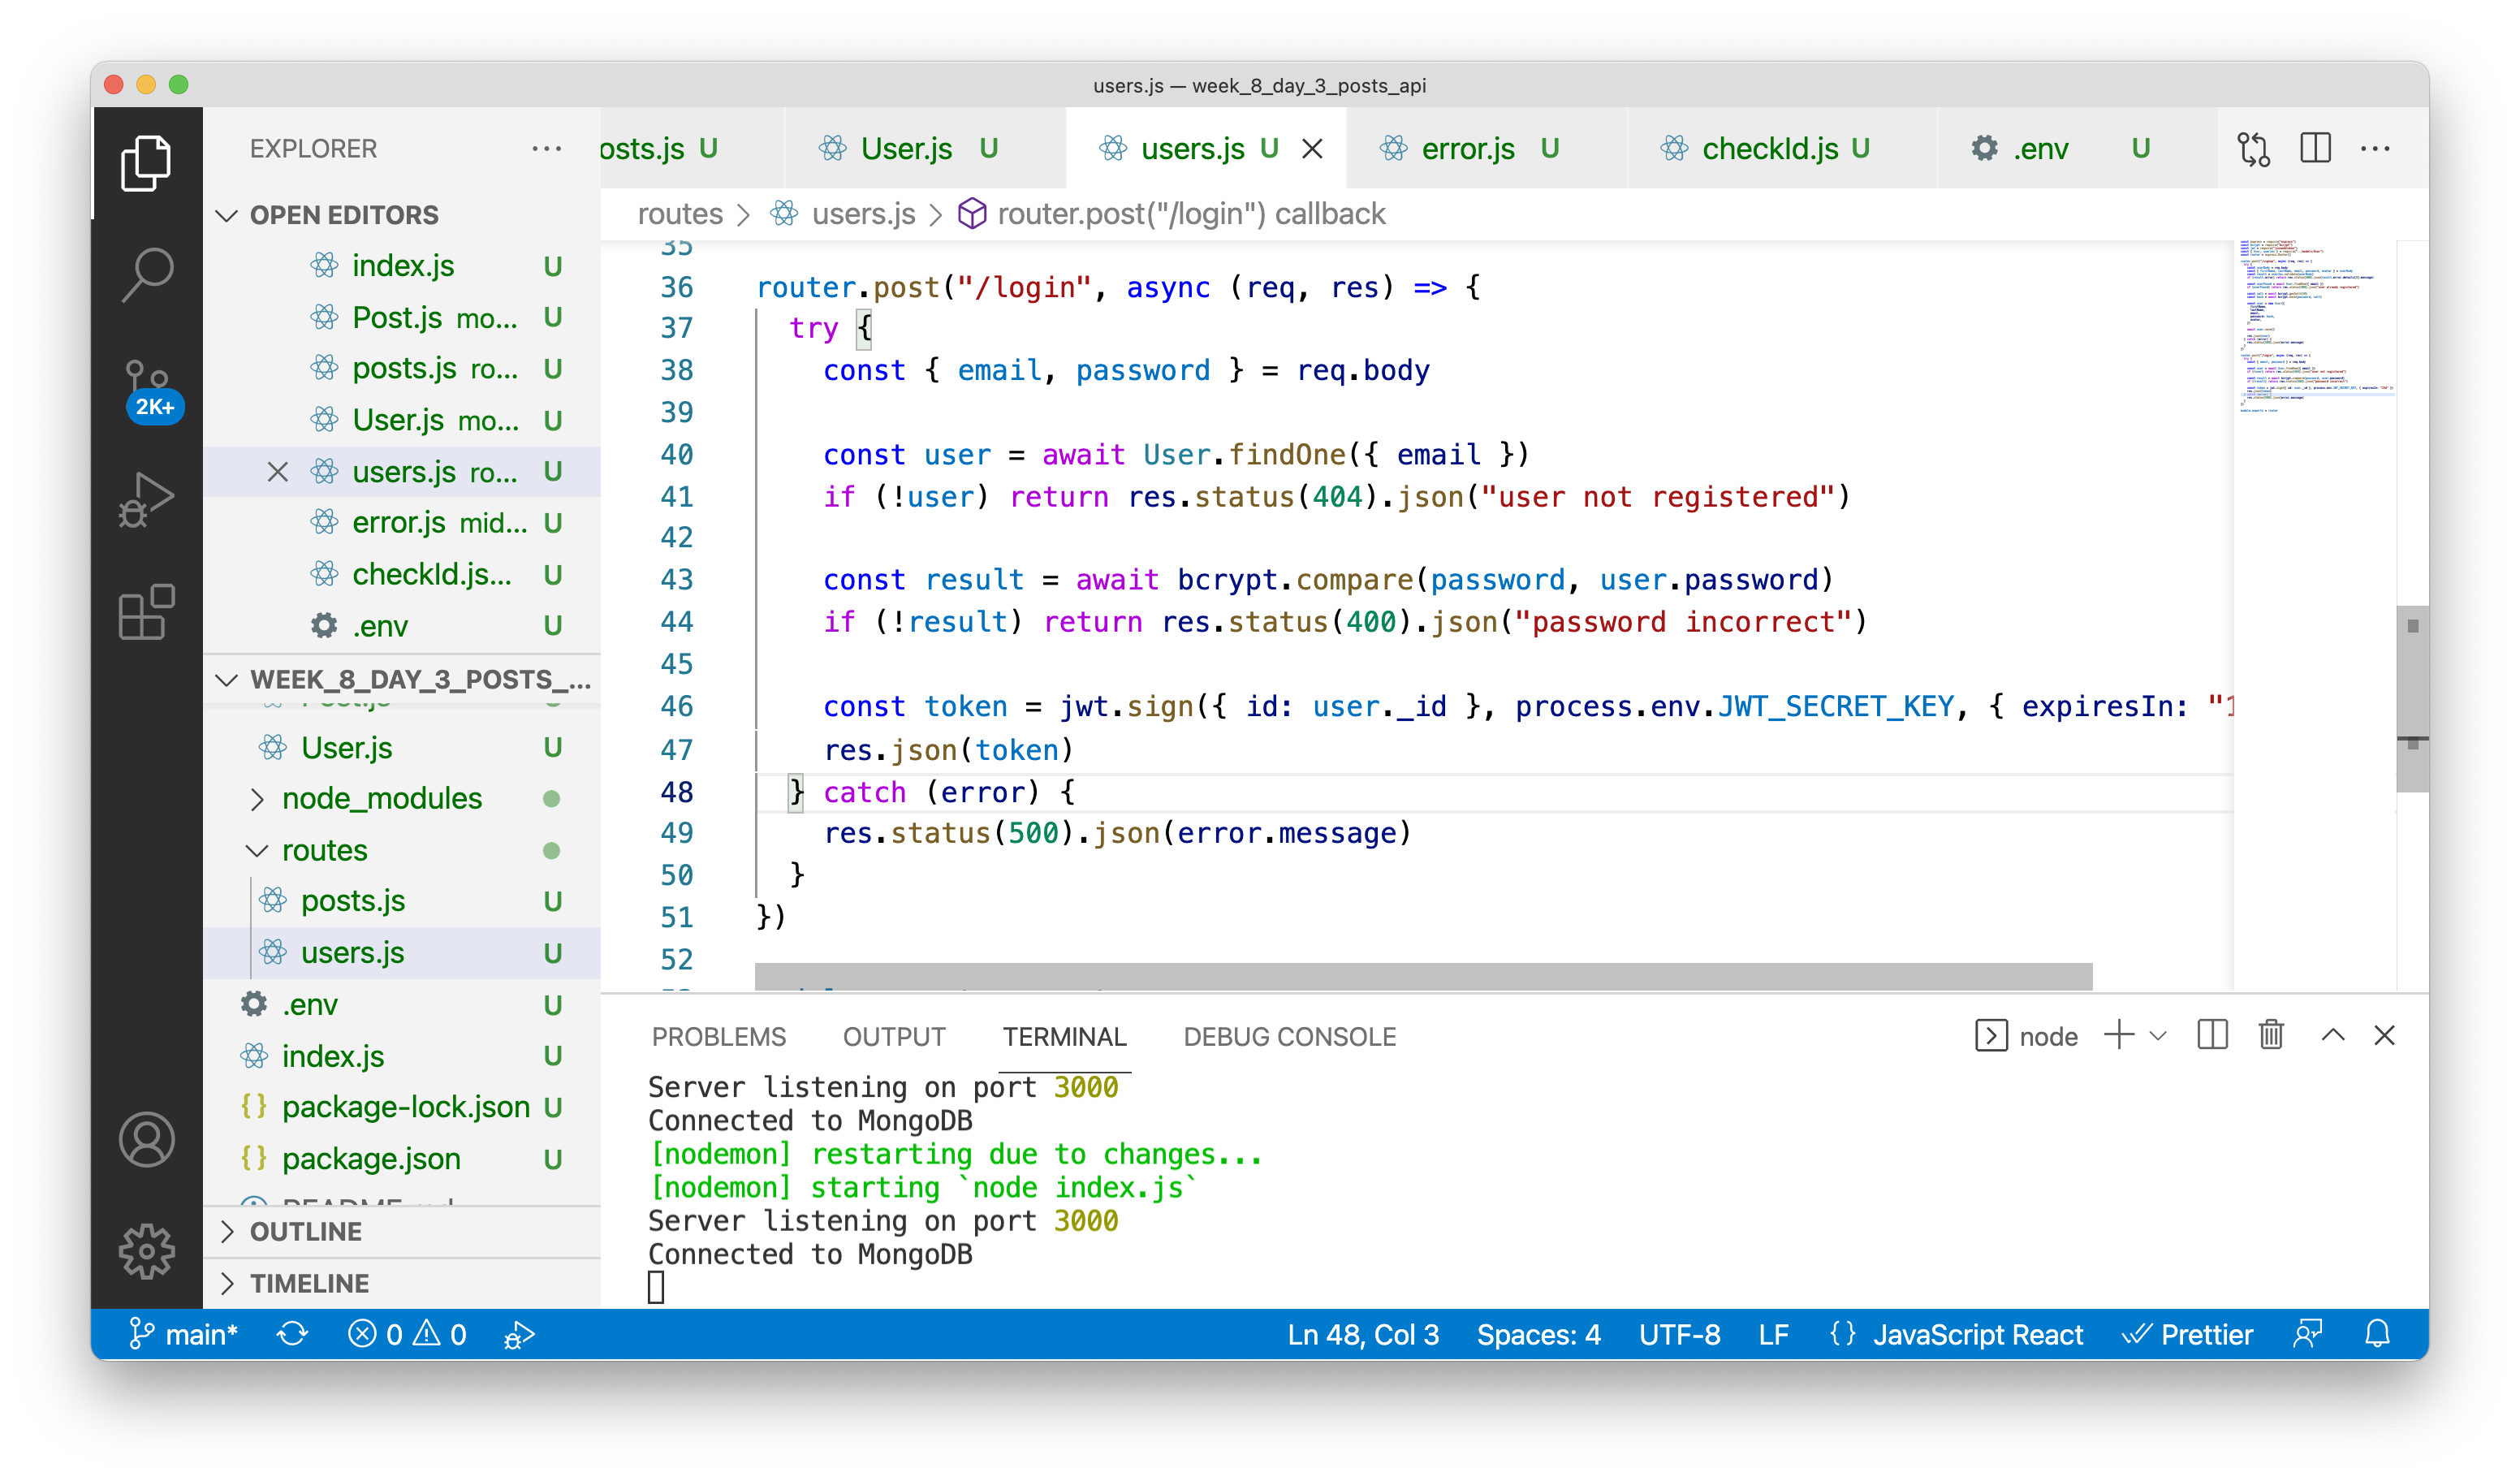 users.js — week_8_day_3_posts_api
EXPLORER
osts.js U
User.js U
users.js U
error.js U
checkId.js U
.env U
OPEN EDITORS
routes > users.js > router.post("/login") callback
index.js U
Post.js mo... U
posts.js ro... U
User.js mo... U
users.js ro... U
error.js mid... U
checkId.js... U
.env U
2K+
WEEK_8_DAY_3_POSTS_...
Post.js
User.js U
node_modules
routes
posts.js U
users.js U
.env U
index.js U
package-lock.json U
package.json U
OUTLINE
TIMELINE
35
36 router.post("/login", async (req, res) => {
37 try {
38 const { email, password } = req.body
39
40 const user = await User.findOne({ email })
41 if (!user) return res.status(404).json("user not registered")
42
43 const result = await bcrypt.compare(password, user.password)
44 if (!result) return res.status(400).json("password incorrect")
45
46 const token = jwt.sign({ id: user._id }, process.env.JWT_SECRET_KEY, { expiresIn: "1
47 res.json(token)
48 } catch (error) {
49 res.status(500).json(error.message)
50 }
51 })
52
PROBLEMS OUTPUT TERMINAL DEBUG CONSOLE
node
Server listening on port 3000
Connected to MongoDB
[nodemon] restarting due to changes...
[nodemon] starting `node index.js`
Server listening on port 3000
Connected to MongoDB
main* 0 0 Ln 48, Col 3 Spaces: 4 UTF-8 LF {} JavaScript React Prettier